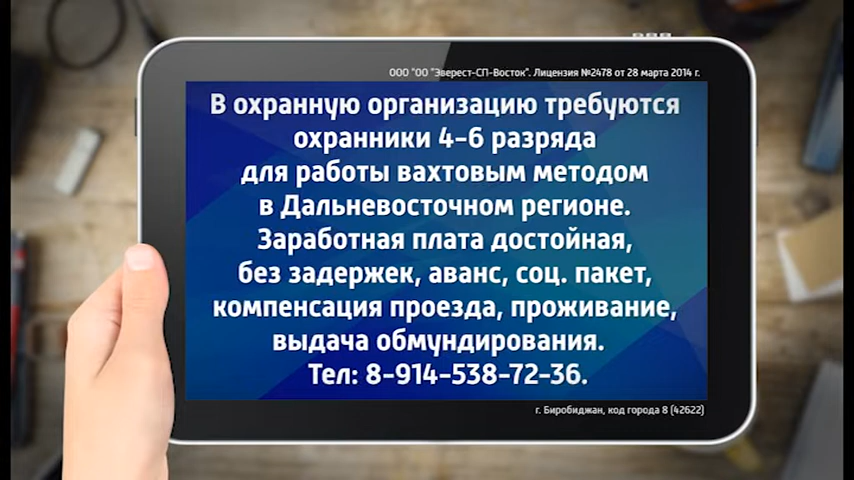 ООО "ОО "Эверест-СП-Восток". Лицензия №2478 от 28 марта 2014 г.
В охранную организацию требуются
охранники 4-6 разряда
для работы вахтовым методом
в Дальневосточном регионе.
Заработная плата достойная,
без задержек, аванс, соц. пакет,
компенсация проезда, проживание,
выдача обмундирования.
Тел: 8-914-538-72-36.
г. Биробиджан, код города 8 (42622)